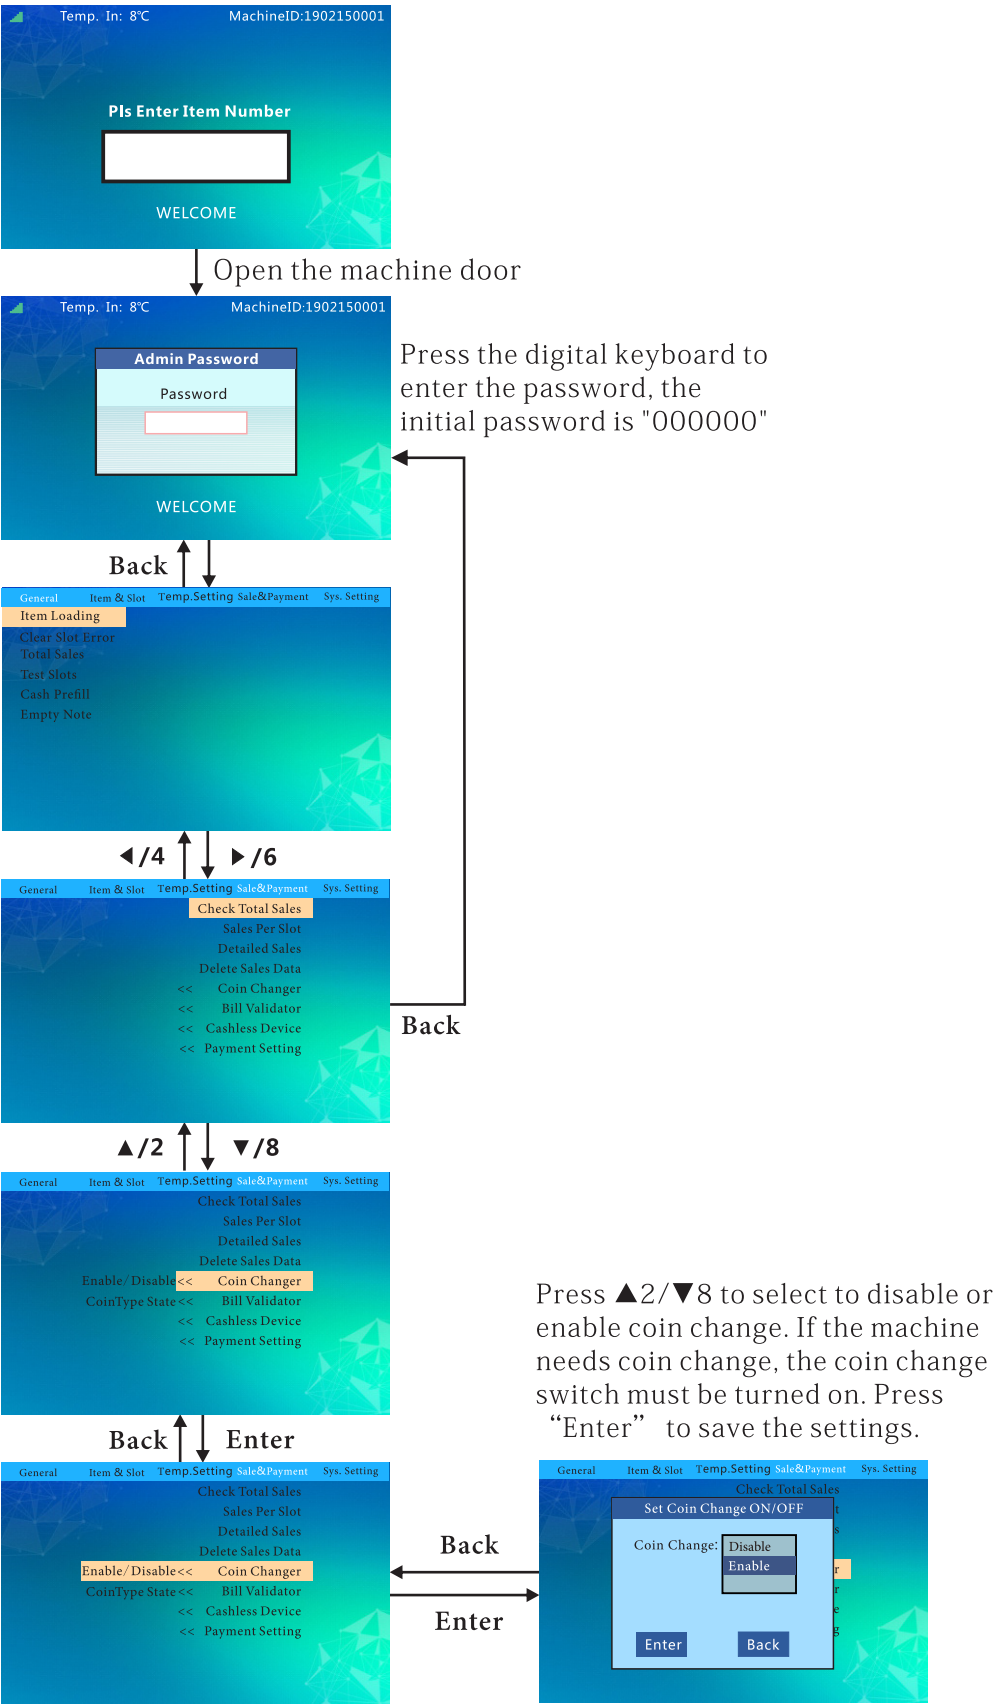 Temp. In: 8℃ MachineID:1902150001
Pls Enter Item Number
WELCOME
Open the machine door
Temp. In: 8℃ MachineID:1902150001
Admin Password
Password
WELCOME
Press the digital keyboard to
enter the password, the
initial password is "000000"
Back
General Item & Slot Temp.Setting Sale&Payment Sys. Setting
Item Loading
Clear Slot Error
Total Sales
Test Slots
Cash Prefill
Empty Note
◀/4 ▶/6
General Item & Slot Temp.Setting Sale&Payment Sys. Setting
Check Total Sales
Sales Per Slot
Detailed Sales
Delete Sales Data
<< Coin Changer
<< Bill Validator
<< Cashless Device
<< Payment Setting
Back
▲/2 ▼/8
General Item & Slot Temp.Setting Sale&Payment Sys. Setting
Check Total Sales
Sales Per Slot
Detailed Sales
Delete Sales Data
Enable/Disable<< Coin Changer
CoinType State<< Bill Validator
<< Cashless Device
<< Payment Setting
Back Enter
General Item & Slot Temp.Setting Sale&Payment Sys. Setting
Check Total Sales
Sales Per Slot
Detailed Sales
Delete Sales Data
Enable/Disable<< Coin Changer
CoinType State<< Bill Validator
<< Cashless Device
<< Payment Setting
Back
Enter
Press ▲2/▼8 to select to disable or
enable coin change. If the machine
needs coin change, the coin change
switch must be turned on. Press
“Enter” to save the settings.
General Item & Slot Temp.Setting Sale&Payment Sys. Setting
Check Total Sales
Set Coin Change ON/OFF
t
s
Coin Change: Disable
Enable
r
r
e
g
Enter Back